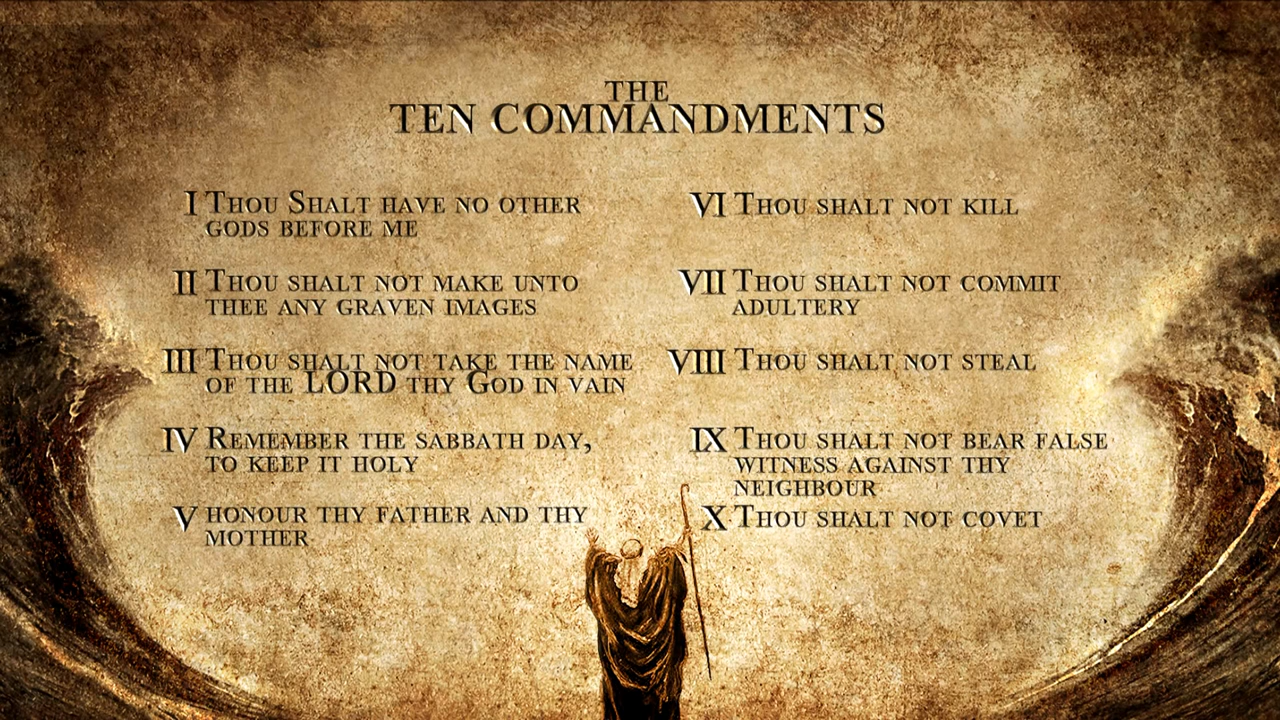 THE
TEN COMMANDMENTS
I THOU SHALT HAVE NO OTHER
GODS BEFORE ME
II THOU SHALT NOT MAKE UNTO
THEE ANY GRAVEN IMAGES
III THOU SHALT NOT TAKE THE NAME
OF THE LORD THY GOD IN VAIN
IV REMEMBER THE SABBATH DAY,
TO KEEP IT HOLY
V HONOUR THY FATHER AND THY
MOTHER
VI THOU SHALT NOT KILL
VII THOU SHALT NOT COMMIT
ADULTERY
VIII THOU SHALT NOT STEAL
IX THOU SHALT NOT BEAR FALSE
WITNESS AGAINST THY
NEIGHBOUR
X THOU SHALT NOT COVET